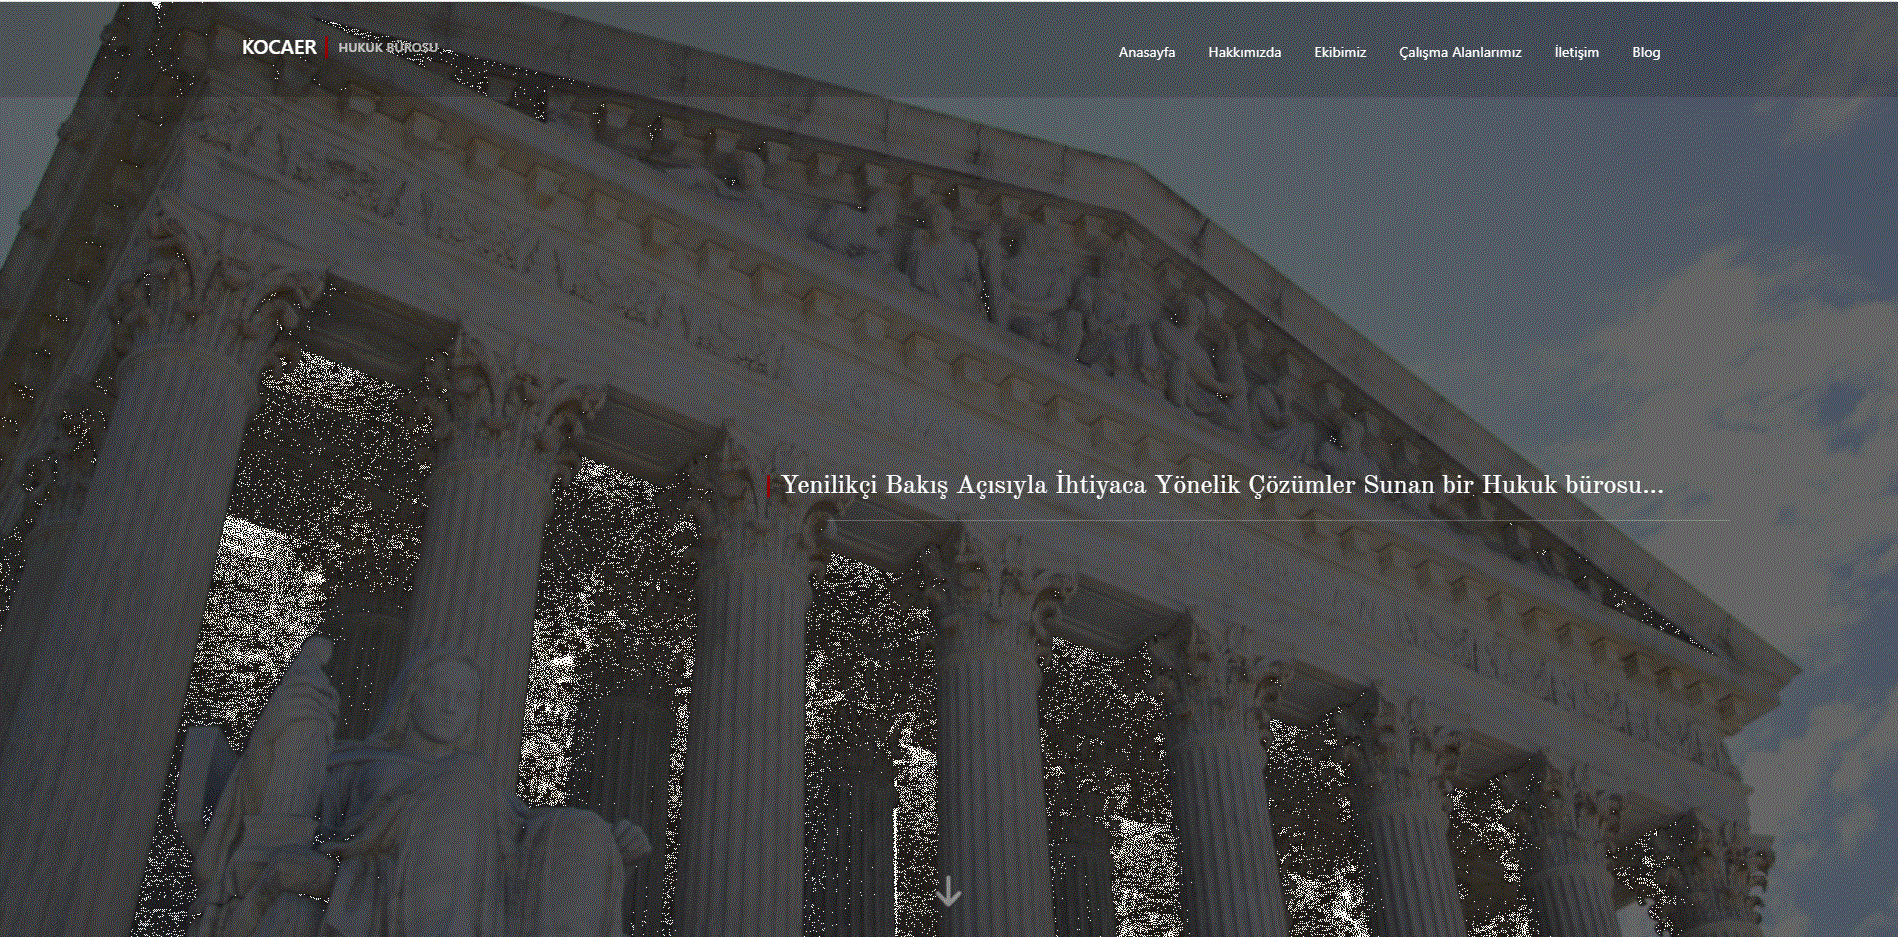 KOCAER | HUKUK BÜROSU
Anasayfa Hakkımızda Ekibimiz Çalışma Alanlarımız İletişim Blog
Yenilikçi Bakış Açısıyla İhtiyaca Yönelik Çözümler Sunan bir Hukuk bürosu...